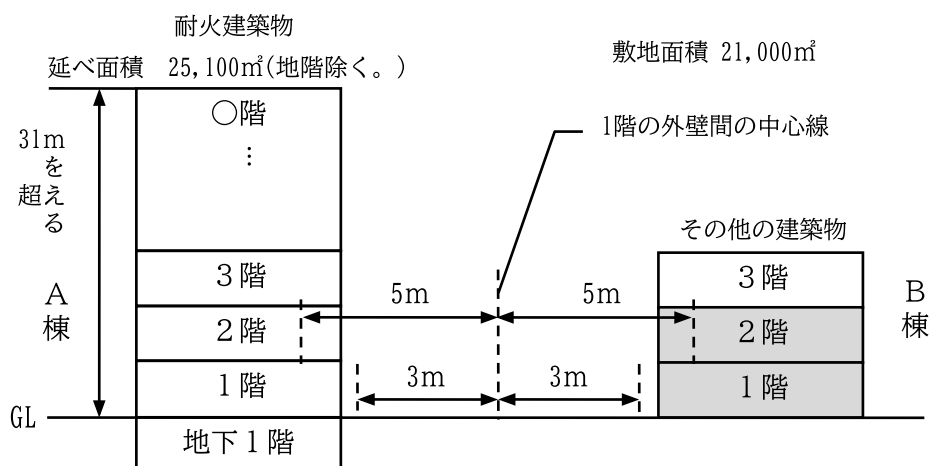 耐火建築物
延べ面積　25,100㎡(地階除く。)
敷地面積 21,000㎡
○階
…
31m
を
超
え
る
1階の外壁間の中心線
その他の建築物
3階
3階
A
棟
5m
5m
B
棟
2階
2階
3m
3m
1階
1階
GL
地下1階